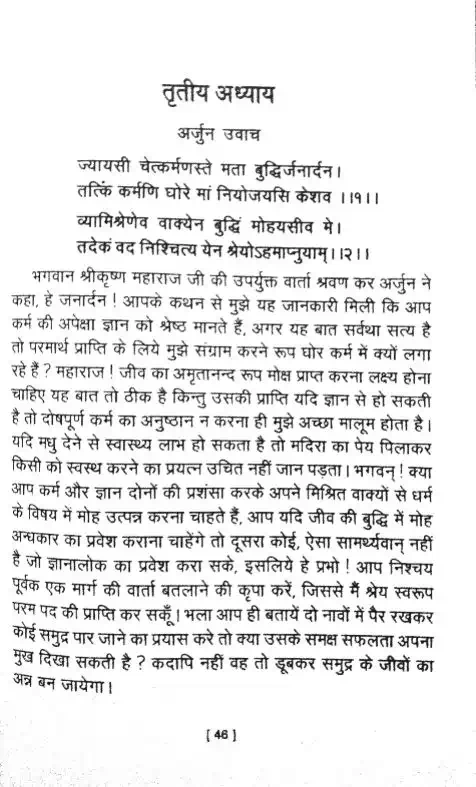 तृतीय अध्याय
अर्जुन उवाच
ज्यायसी चेत्कर्मणस्ते मता बुद्धिर्जनार्दन।
तत्किं कर्मणि घोरे मां नियोजयसि केशव ।।१।।
व्यामिश्रेणेव वाक्येन बुद्धिं मोहयसीव मे।
तदेकं वद निश्चित्य येन श्रेयोऽहमाप्नुयाम्।।२।।
भगवान श्रीकृष्ण महाराज जी की उपर्युक्त वार्ता श्रवण कर अर्जुन ने
कहा, हे जनार्दन ! आपके कथन से मुझे यह जानकारी मिली कि आप
कर्म की अपेक्षा ज्ञान को श्रेष्ठ मानते हैं, अगर यह बात सर्वथा सत्य है
तो परमार्थ प्राप्ति के लिये मुझे संग्राम करने रूप घोर कर्म में क्यों लगा
रहे हैं ? महाराज ! जीव का अमृतानन्द रूप मोक्ष प्राप्त करना लक्ष्य होना
चाहिए यह बात तो ठीक है किन्तु उसकी प्राप्ति यदि ज्ञान से हो सकती
है तो दोषपूर्ण कर्म का अनुष्ठान न करना ही मुझे अच्छा मालूम होता है।
यदि मधु देने से स्वास्थ्य लाभ हो सकता है तो मदिरा का पेय पिलाकर
किसी को स्वस्थ करने का प्रयत्न उचित नहीं जान पड़ता। भगवन् ! क्या
आप कर्म और ज्ञान दोनों की प्रशंसा करके अपने मिश्रित वाक्यों से धर्म
के विषय में मोह उत्पन्न करना चाहते हैं, आप यदि जीव की बुद्धि में मोह
अन्धकार का प्रवेश कराना चाहेंगे तो दूसरा कोई, ऐसा सामर्थ्यवान् नहीं
है जो ज्ञानालोक का प्रवेश करा सके, इसलिये हे प्रभो ! आप निश्चय
पूर्वक एक मार्ग की वार्ता बतलाने की कृपा करें, जिससे मैं श्रेय स्वरूप
परम पद की प्राप्ति कर सकूँ। भला आप ही बतायें दो नावों में पैर रखकर
कोई समुद्र पार जाने का प्रयास करे तो क्या उसके समक्ष सफलता अपना
मुख दिखा सकती है ? कदापि नहीं वह तो डूबकर समुद्र के जीवों का
अन्न बन जायेगा।
[ 46 ]